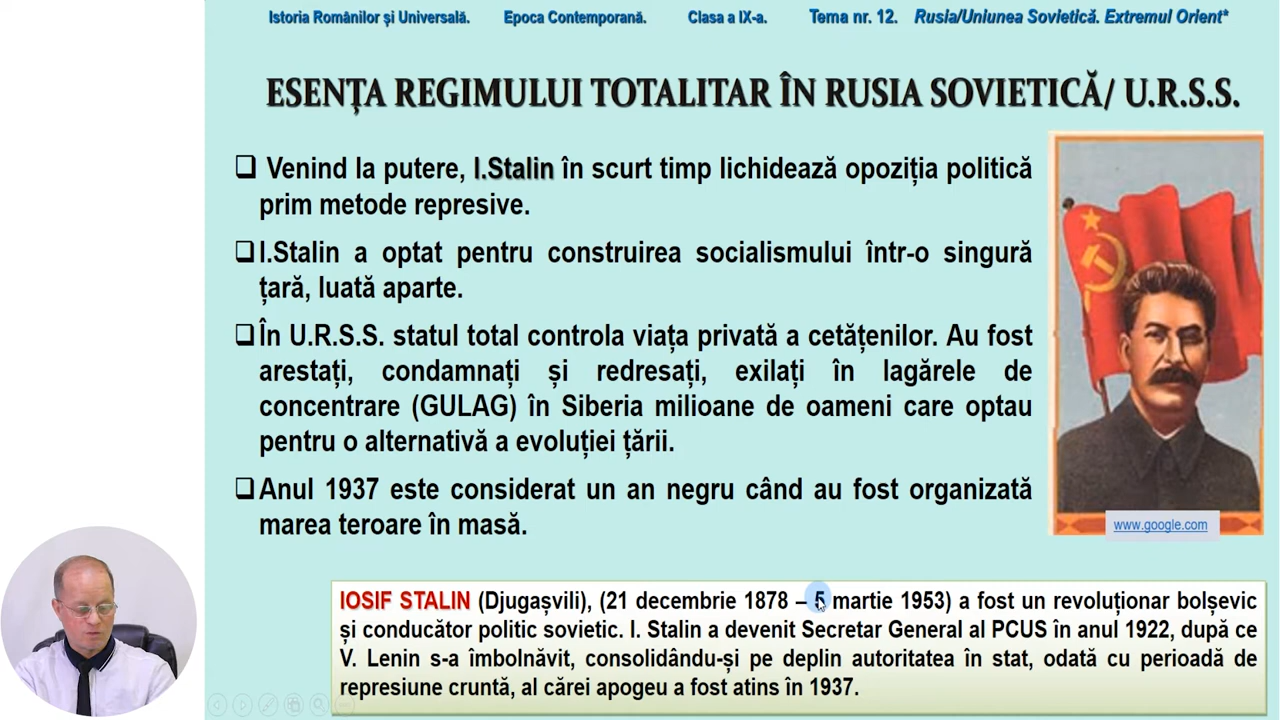 Istoria Românilor și Universală. Epoca Contemporană. Clasa a IX-a. Tema nr. 12. Rusia/Uniunea Sovietică. Extremul Orient*
ESENȚA REGIMULUI TOTALITAR ÎN RUSIA SOVIETICĂ/ U.R.S.S.
Venind la putere, I.Stalin în scurt timp lichidează opoziția politică
prim metode represive.
I.Stalin a optat pentru construirea socialismului într-o singură
țară, luată aparte.
În U.R.S.S. statul total controla viața privată a cetățenilor. Au fost
arestați, condamnați și redresați, exilați în lagărele de
concentrare (GULAG) în Siberia milioane de oameni care optau
pentru o alternativă a evoluției țării.
Anul 1937 este considerat un an negru când au fost organizată
marea teroare în masă.
www.google.com
IOSIF STALIN (Djugașvili), (21 decembrie 1878 – 5 martie 1953) a fost un revoluționar bolșevic
și conducător politic sovietic. I. Stalin a devenit Secretar General al PCUS în anul 1922, după ce
V. Lenin s-a îmbolnăvit, consolidându-și pe deplin autoritatea în stat, odată cu perioadă de
represiune cruntă, al cărei apogeu a fost atins în 1937.